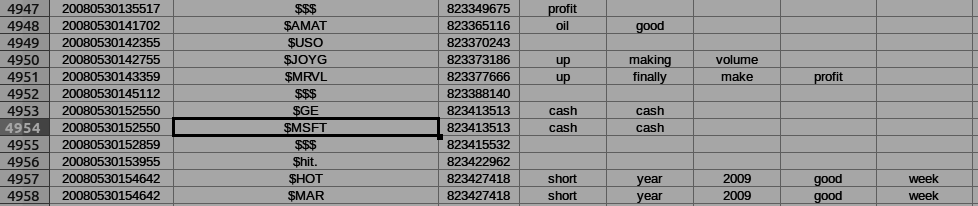 4947 20080530135517 $$$ 823349675 profit
4948 20080530141702 $AMAT 823365116 oil good
4949 20080530142355 $USO 823370243
4950 20080530142755 $JOYG 823373186 up making volume
4951 20080530143359 $MRVL 823377666 up finally make profit
4952 20080530145112 $$$ 823388140
4953 20080530152550 $GE 823413513 cash cash
4954 20080530152550 $MSFT 823413513 cash cash
4955 20080530152859 $$$ 823415532
4956 20080530153955 $hit. 823422962
4957 20080530154642 $HOT 823427418 short year 2009 good week
4958 20080530154642 $MAR 823427418 short year 2009 good week